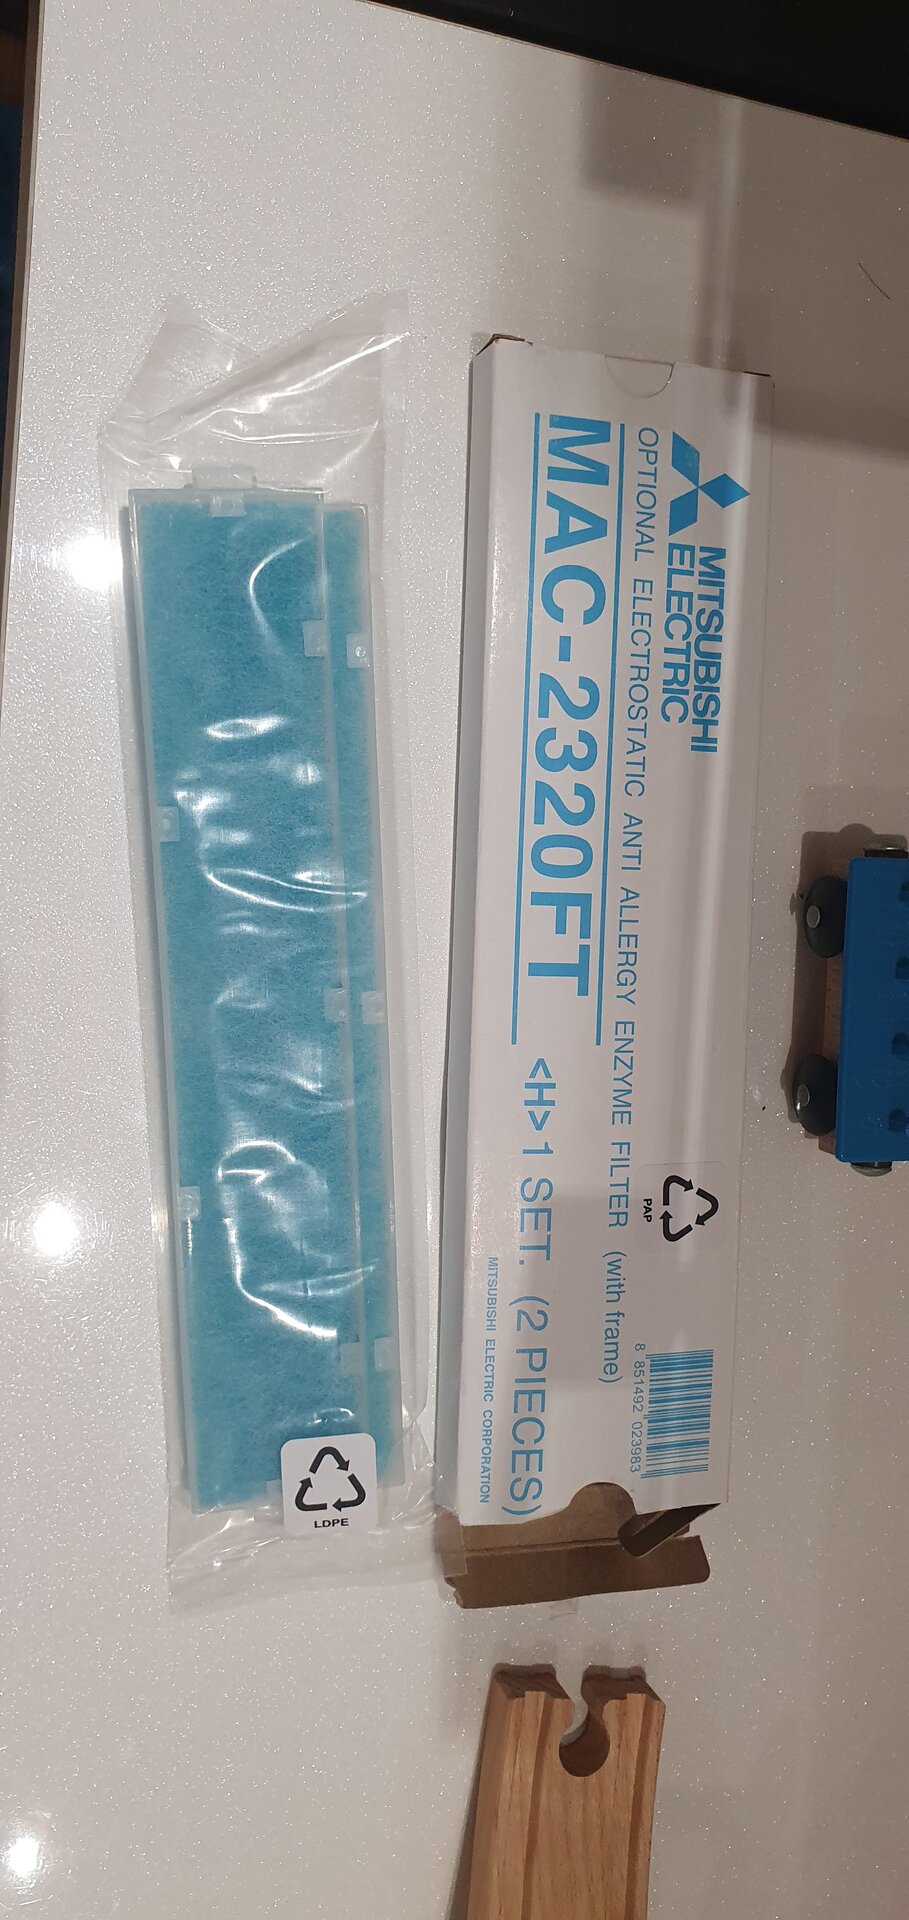 MITSUBISHI
ELECTRIC
OPTIONAL ELECTROSTATIC ANTI ALLERGY ENZYME FILTER (with frame)
MAC-2320FT <H> 1 SET. (2 PIECES)
MITSUBISHI ELECTRIC CORPORATION
PAP
8 851492 023983
LDPE